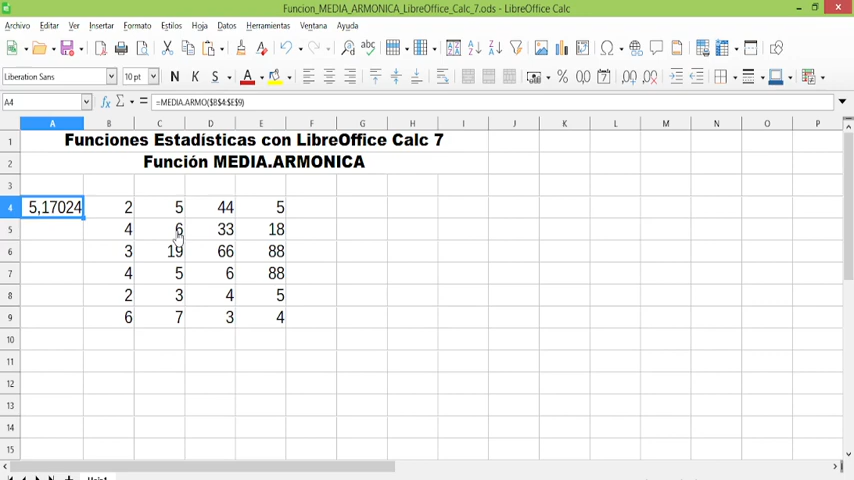 Funcion_MEDIA_ARMONICA_LibreOffice_Calc_7.ods - LibreOffice Calc
Archivo Editar Ver Insertar Formato Estilos Hoja Datos Herramientas Ventana Ayuda
Liberation Sans 10 pt N K S
A4 =MEDIA.ARMO($B$4:$E$9)
A B C D E F G H I J K L M N O P
1 Funciones Estadísticas con LibreOffice Calc 7
2 Función MEDIA.ARMONICA
3
4 5,17024 2 5 44 5
5 4 6 33 18
6 3 19 66 88
7 4 5 6 88
8 2 3 4 5
9 6 7 3 4
10
11
12
13
14
15
Hoja1